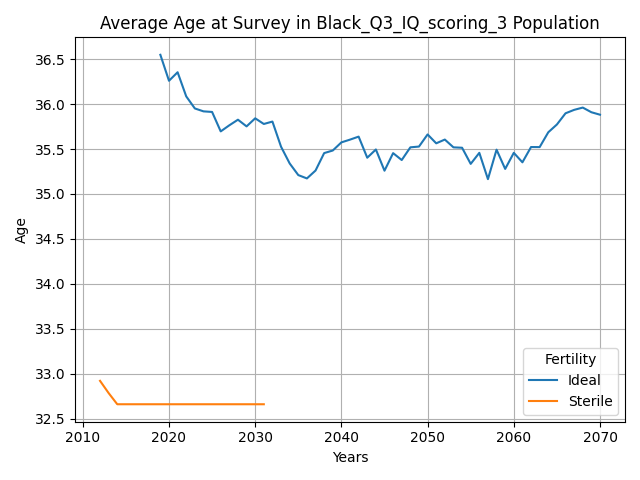 Average Age at Survey in Black_Q3_IQ_scoring_3 Population
36.5
36.0
35.5
35.0
34.5
34.0
33.5
33.0
32.5
Age
2010 2020 2030 2040 2050 2060 2070
Years
Fertility
Ideal
Sterile